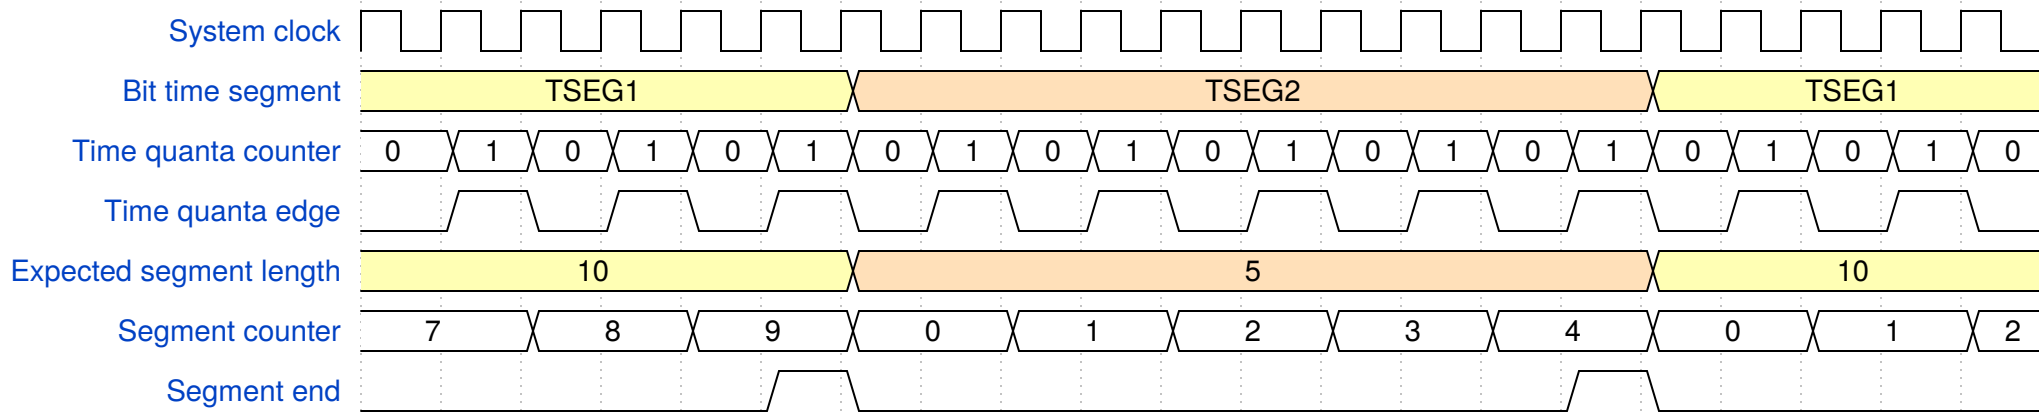 System clock
Bit time segment TSEG1 TSEG2 TSEG1
Time quanta counter 0 1 0 1 0 1 0 1 0 1 0 1 0 1 0 1 0 1 0 1 0
Time quanta edge
Expected segment length 10 5 10
Segment counter 7 8 9 0 1 2 3 4 0 1 2
Segment end